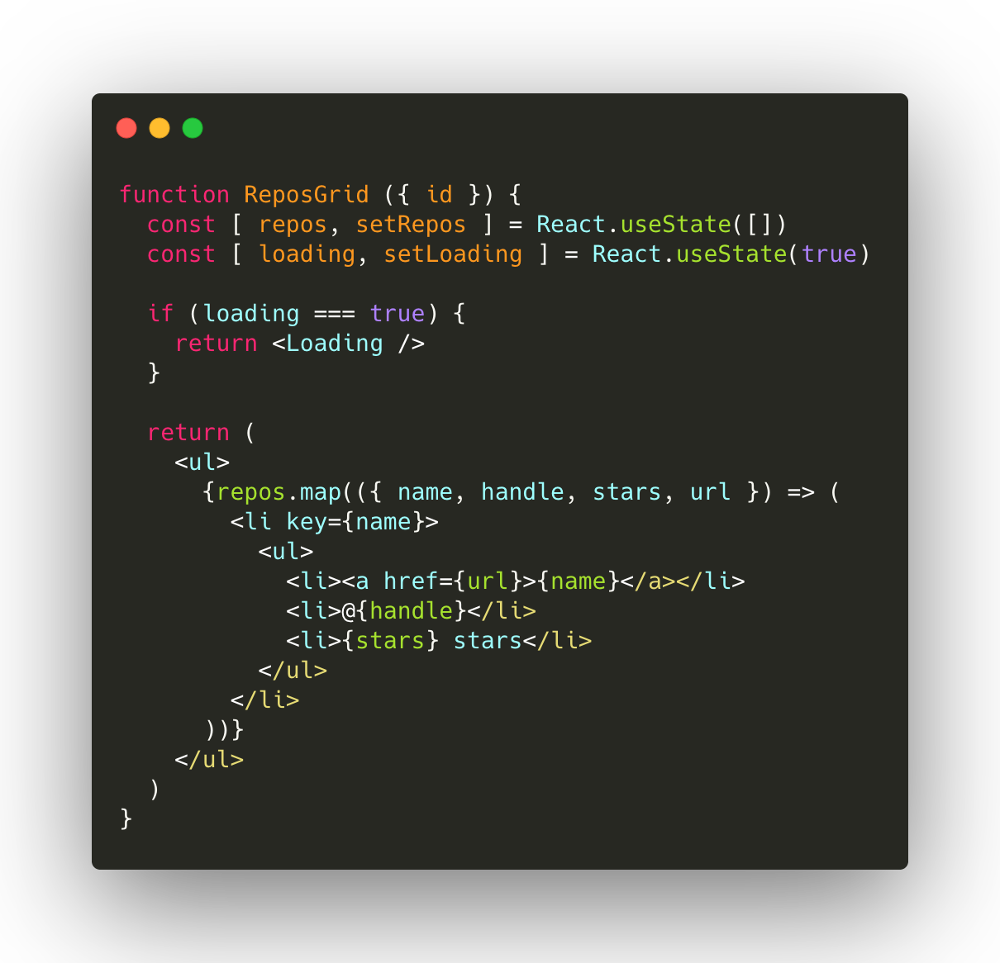 function ReposGrid ({ id }) {
  const [ repos, setRepos ] = React.useState([])
  const [ loading, setLoading ] = React.useState(true)

  if (loading === true) {
    return <Loading />
  }

  return (
    <ul>
      {repos.map(({ name, handle, stars, url }) => (
        <li key={name}>
          <ul>
            <li><a href={url}>{name}</a></li>
            <li>@{handle}</li>
            <li>{stars} stars</li>
          </ul>
        </li>
      ))}
    </ul>
  )
}